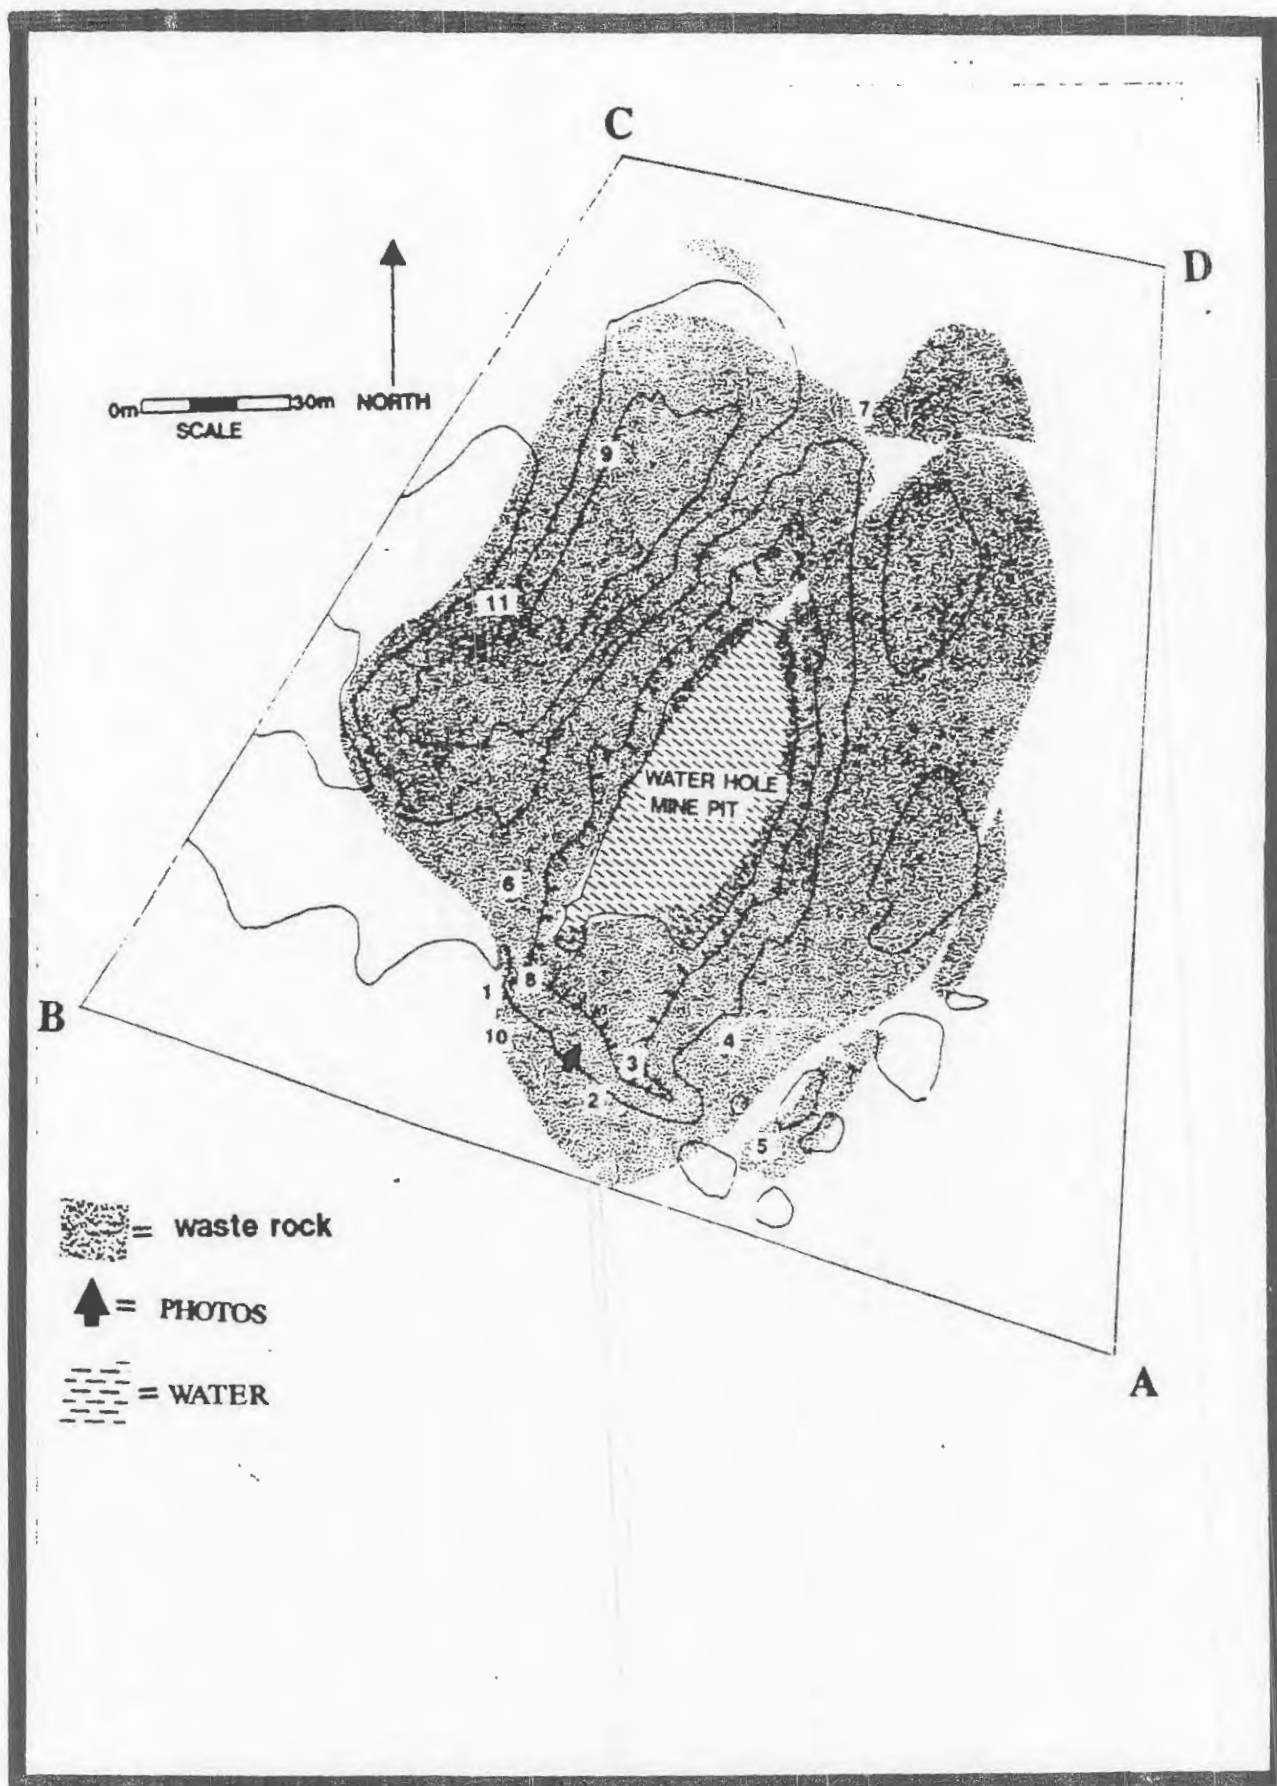 C
D
0m 30m NORTH
SCALE
7
9
11
WATER HOLE
MINE PIT
6
8
1
10
4
3
2
5
B
= waste rock
= PHOTOS
= WATER
A